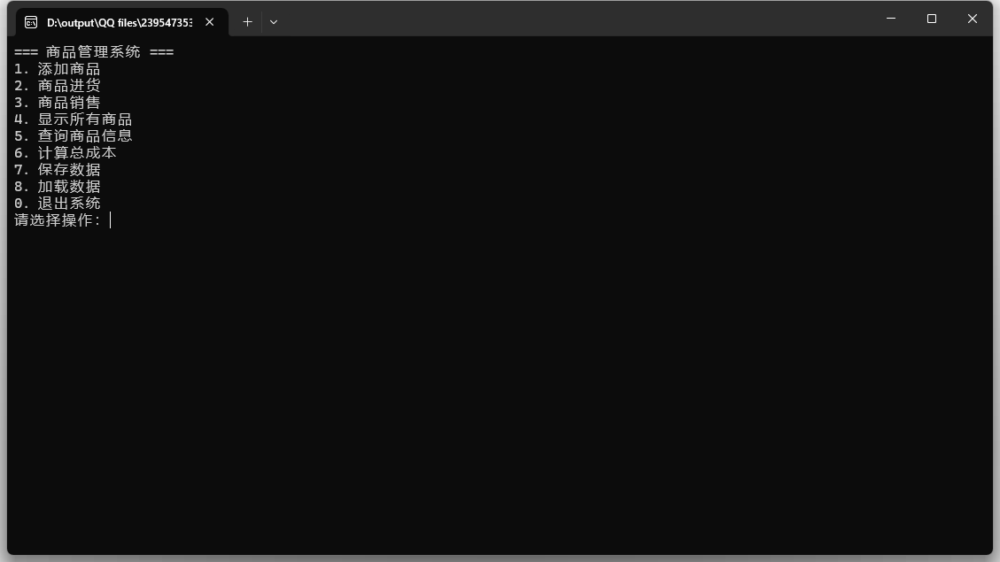 D:\output\QQ files\239547353
=== 商品管理系统 ===
1. 添加商品
2. 商品进货
3. 商品销售
4. 显示所有商品
5. 查询商品信息
6. 计算总成本
7. 保存数据
8. 加载数据
0. 退出系统
请选择操作: